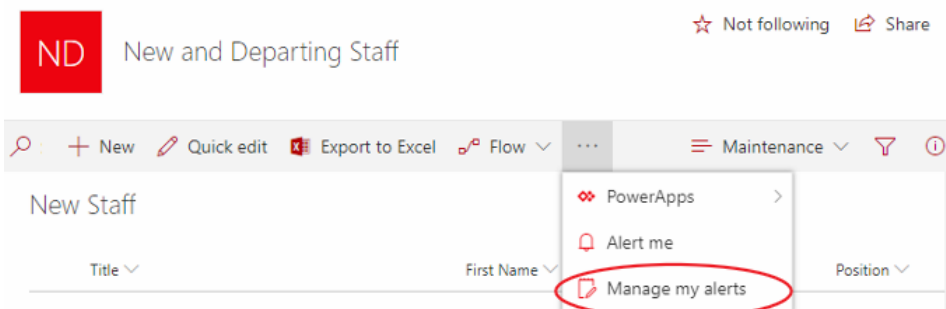 ☆ Not following Share
ND New and Departing Staff
+ New Quick edit Export to Excel Flow ··· Maintenance
New Staff
PowerApps
Alert me
Title First Name Position
Manage my alerts